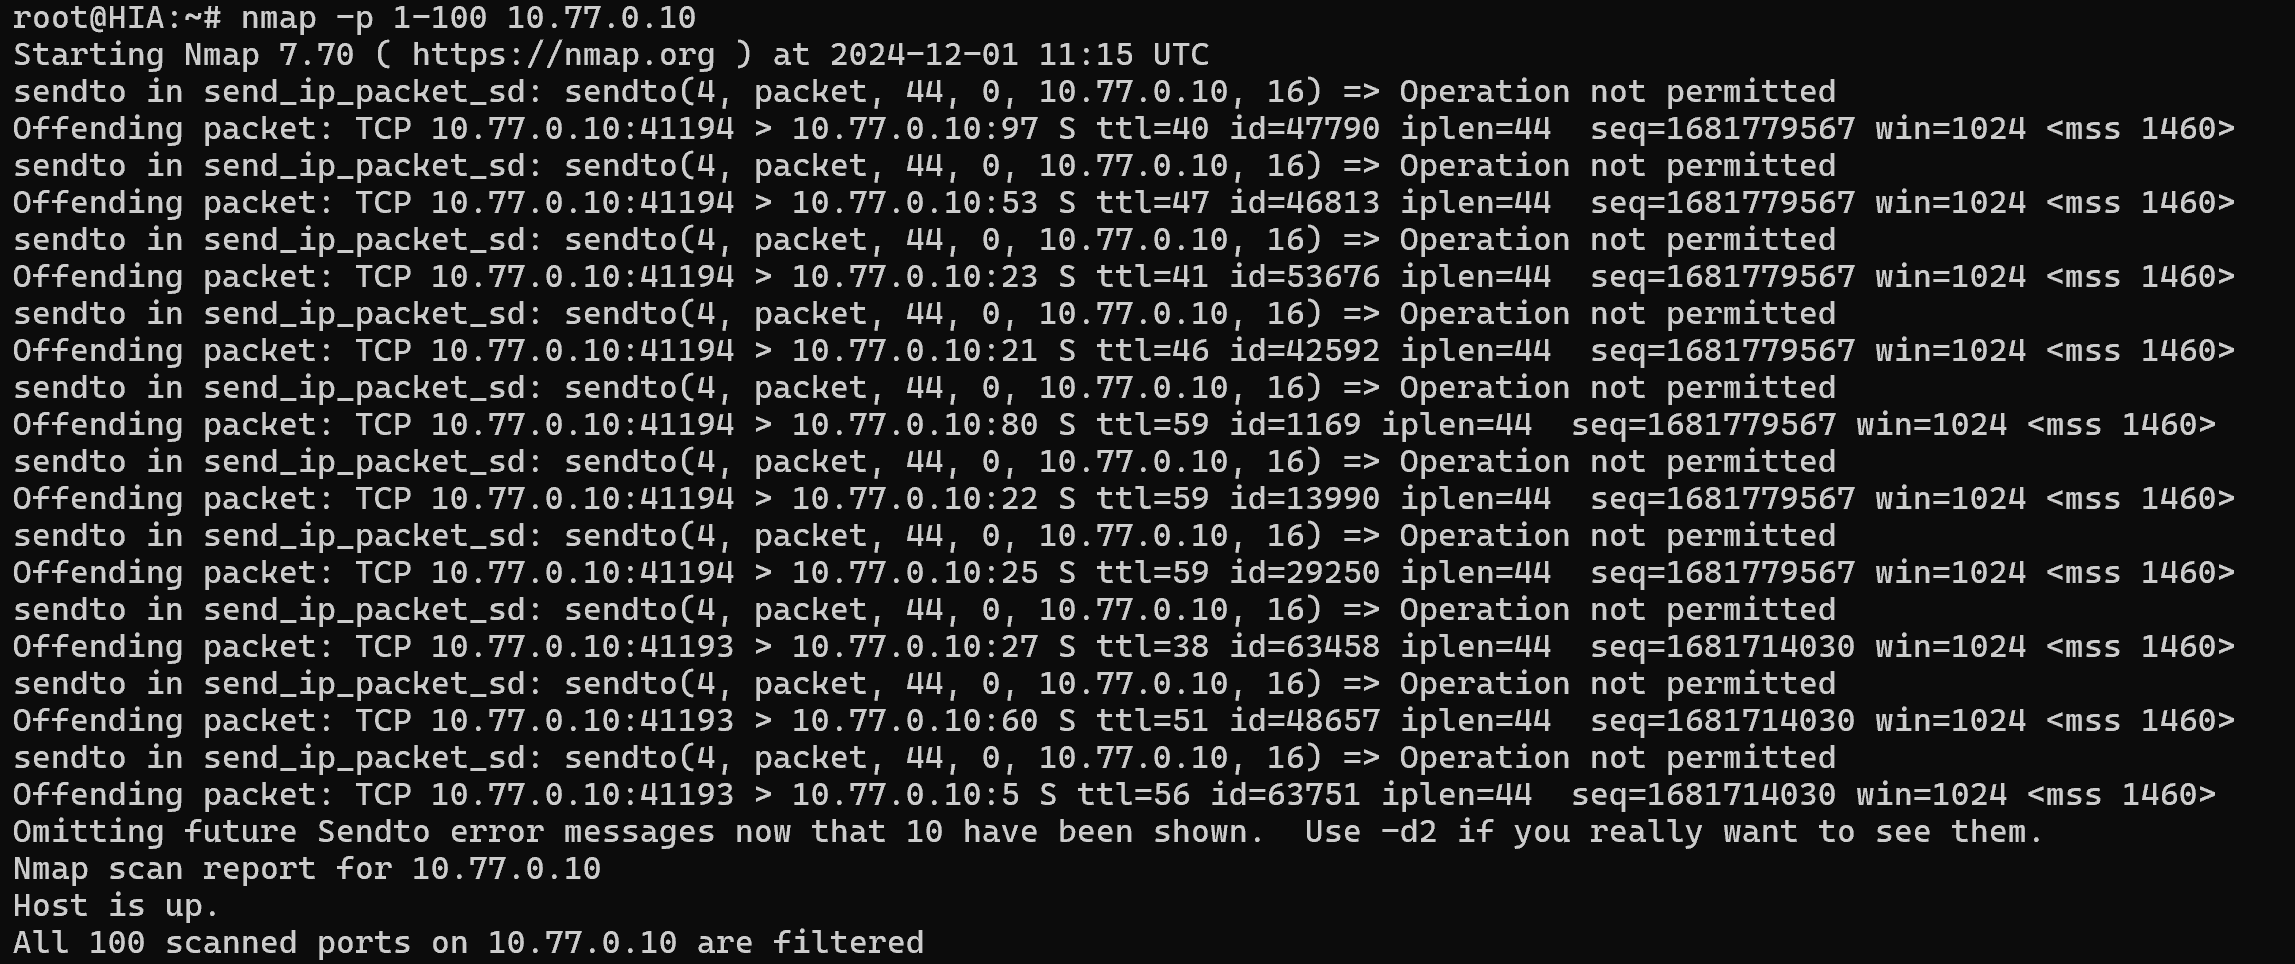 root@HIA:~# nmap -p 1-100 10.77.0.10
Starting Nmap 7.70 ( https://nmap.org ) at 2024-12-01 11:15 UTC
sendto in send_ip_packet_sd: sendto(4, packet, 44, 0, 10.77.0.10, 16) => Operation not permitted
Offending packet: TCP 10.77.0.10:41194 > 10.77.0.10:97 S ttl=40 id=47790 iplen=44  seq=1681779567 win=1024 <mss 1460>
sendto in send_ip_packet_sd: sendto(4, packet, 44, 0, 10.77.0.10, 16) => Operation not permitted
Offending packet: TCP 10.77.0.10:41194 > 10.77.0.10:53 S ttl=47 id=46813 iplen=44  seq=1681779567 win=1024 <mss 1460>
sendto in send_ip_packet_sd: sendto(4, packet, 44, 0, 10.77.0.10, 16) => Operation not permitted
Offending packet: TCP 10.77.0.10:41194 > 10.77.0.10:23 S ttl=41 id=53676 iplen=44  seq=1681779567 win=1024 <mss 1460>
sendto in send_ip_packet_sd: sendto(4, packet, 44, 0, 10.77.0.10, 16) => Operation not permitted
Offending packet: TCP 10.77.0.10:41194 > 10.77.0.10:21 S ttl=46 id=42592 iplen=44  seq=1681779567 win=1024 <mss 1460>
sendto in send_ip_packet_sd: sendto(4, packet, 44, 0, 10.77.0.10, 16) => Operation not permitted
Offending packet: TCP 10.77.0.10:41194 > 10.77.0.10:80 S ttl=59 id=1169 iplen=44  seq=1681779567 win=1024 <mss 1460>
sendto in send_ip_packet_sd: sendto(4, packet, 44, 0, 10.77.0.10, 16) => Operation not permitted
Offending packet: TCP 10.77.0.10:41194 > 10.77.0.10:22 S ttl=59 id=13990 iplen=44  seq=1681779567 win=1024 <mss 1460>
sendto in send_ip_packet_sd: sendto(4, packet, 44, 0, 10.77.0.10, 16) => Operation not permitted
Offending packet: TCP 10.77.0.10:41194 > 10.77.0.10:25 S ttl=59 id=29250 iplen=44  seq=1681779567 win=1024 <mss 1460>
sendto in send_ip_packet_sd: sendto(4, packet, 44, 0, 10.77.0.10, 16) => Operation not permitted
Offending packet: TCP 10.77.0.10:41193 > 10.77.0.10:27 S ttl=38 id=63458 iplen=44  seq=1681714030 win=1024 <mss 1460>
sendto in send_ip_packet_sd: sendto(4, packet, 44, 0, 10.77.0.10, 16) => Operation not permitted
Offending packet: TCP 10.77.0.10:41193 > 10.77.0.10:60 S ttl=51 id=48657 iplen=44  seq=1681714030 win=1024 <mss 1460>
sendto in send_ip_packet_sd: sendto(4, packet, 44, 0, 10.77.0.10, 16) => Operation not permitted
Offending packet: TCP 10.77.0.10:41193 > 10.77.0.10:5 S ttl=56 id=63751 iplen=44  seq=1681714030 win=1024 <mss 1460>
Omitting future Sendto error messages now that 10 have been shown.  Use -d2 if you really want to see them.
Nmap scan report for 10.77.0.10
Host is up.
All 100 scanned ports on 10.77.0.10 are filtered